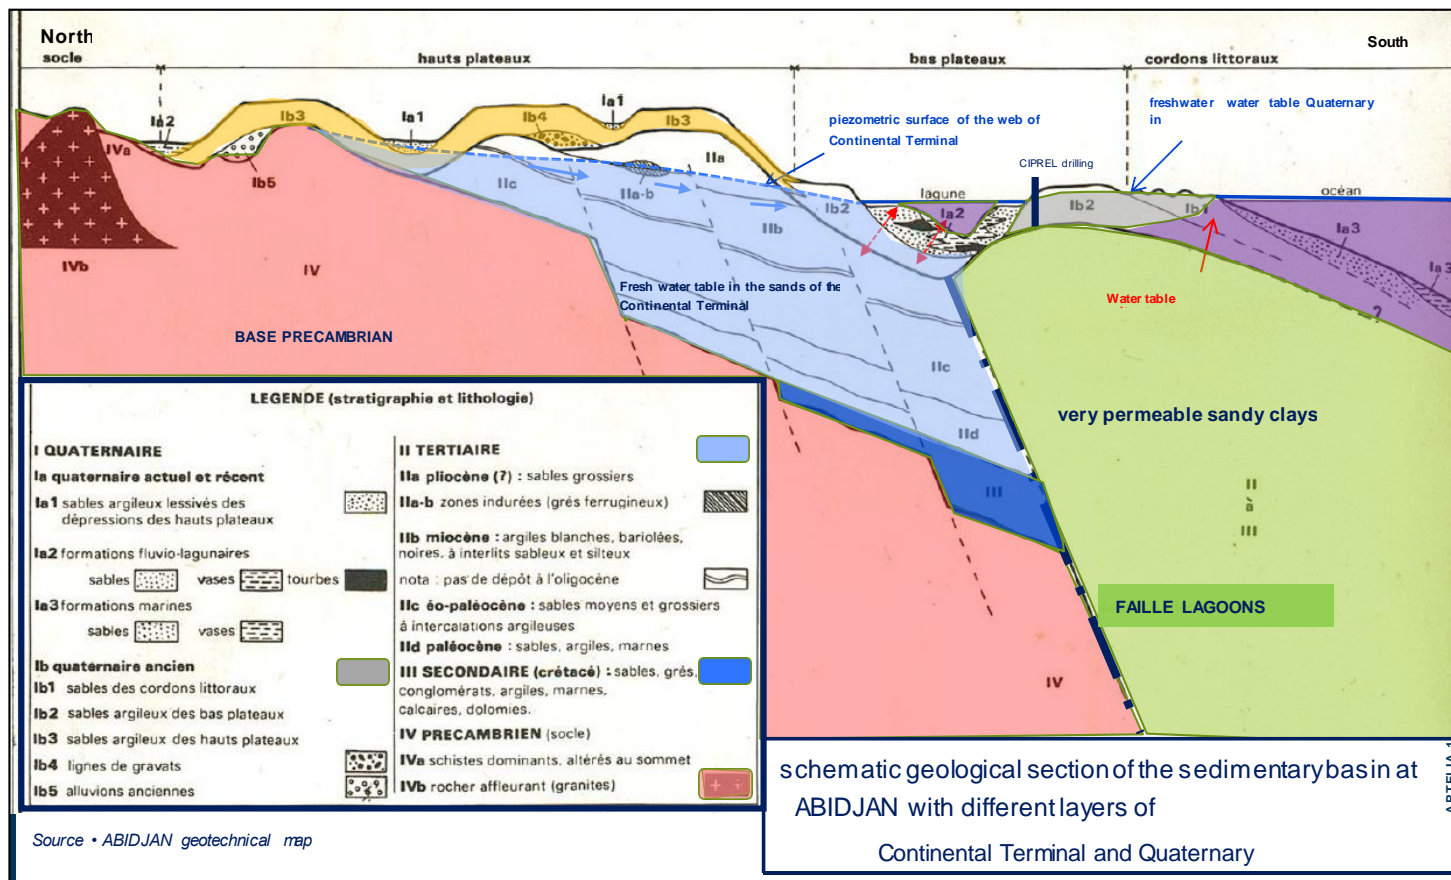 North
South
socle
hauts plateaux
bas plateaux
cordons littoraux
Ia2
Ib3
Ia1
Ib4
Ia1
Ib3
IVa
Ib5
IIa
IIc
IIa-b
piezometric surface of the web of
Continental Terminal
freshwater water table Quaternary
in
CIPREL drilling
lagune
océan
Ib2
Ia2
Ib2
Ia3
Ia3
IIb
IVb
IV
Fresh water table in the sands of the
Continental Terminal
Water table
?
BASE PRECAMBRIAN
IIc
IId
III
very permeable sandy clays
II
à
III
FAILLE LAGOONS
IV
LEGENDE (stratigraphie et lithologie)
I QUATERNAIRE
Ia quaternaire actuel et récent
Ia1 sables argileux lessivés des
dépressions des hauts plateaux
Ia2 formations fluvio-lagunaires
sables vases tourbes
Ia3 formations marines
sables vases
Ib quaternaire ancien
Ib1 sables des cordons littoraux
Ib2 sables argileux des bas plateaux
Ib3 sables argileux des hauts plateaux
Ib4 lignes de gravats
Ib5 alluvions anciennes
II TERTIAIRE
IIa pliocène (?) : sables grossiers
IIa-b zones indurées (grès ferrugineux)
IIb miocène : argiles blanches, bariolées,
noires, à interlits sableux et silteux
nota : pas de dépôt à l'oligocène
IIc éo-paléocène : sables moyens et grossiers
à intercalations argileuses
IId paléocène : sables, argiles, marnes
III SECONDAIRE (crétacé) : sables, grés,
conglomérats, argiles, marnes,
calcaires, dolomies.
IV PRECAMBRIEN (socle)
IVa schistes dominants, altérés au sommet
IVb rocher affleurant (granites)
schematic geological section of the sedimentary basin at
ABIDJAN with different layers of
Continental Terminal and Quaternary
Source • ABIDJAN geotechnical map